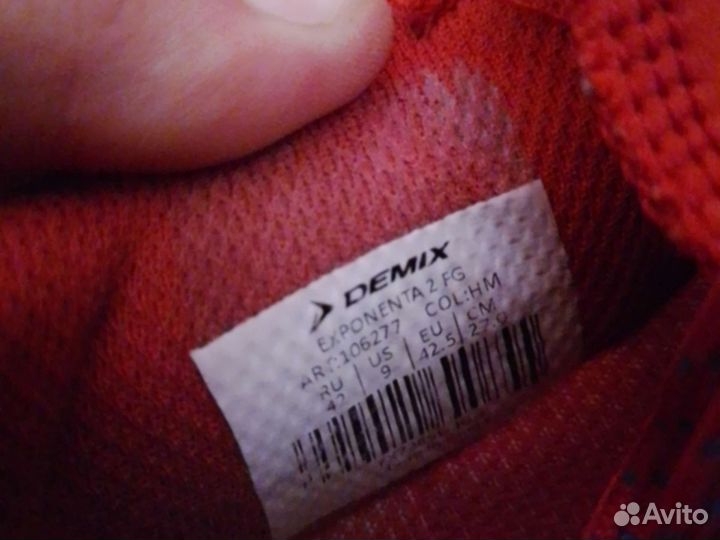 DEMIX
EXPONENTA 2 FG
ART:106277 COL:HM
RU | US | EU | CM
42 | 9 | 42.5 | 27.0
Avito